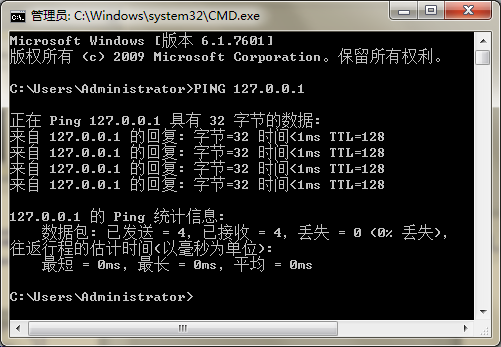 管理员: C:\Windows\system32\CMD.exe
Microsoft Windows [版本 6.1.7601]
版权所有 (c) 2009 Microsoft Corporation。保留所有权利。
C:\Users\Administrator>PING 127.0.0.1
正在 Ping 127.0.0.1 具有 32 字节的数据:
来自 127.0.0.1 的回复: 字节=32 时间<1ms TTL=128
来自 127.0.0.1 的回复: 字节=32 时间<1ms TTL=128
来自 127.0.0.1 的回复: 字节=32 时间<1ms TTL=128
来自 127.0.0.1 的回复: 字节=32 时间<1ms TTL=128
127.0.0.1 的 Ping 统计信息:
数据包: 已发送 = 4, 已接收 = 4, 丢失 = 0 (0% 丢失),
往返行程的估计时间(以毫秒为单位):
最短 = 0ms, 最长 = 0ms, 平均 = 0ms
C:\Users\Administrator>